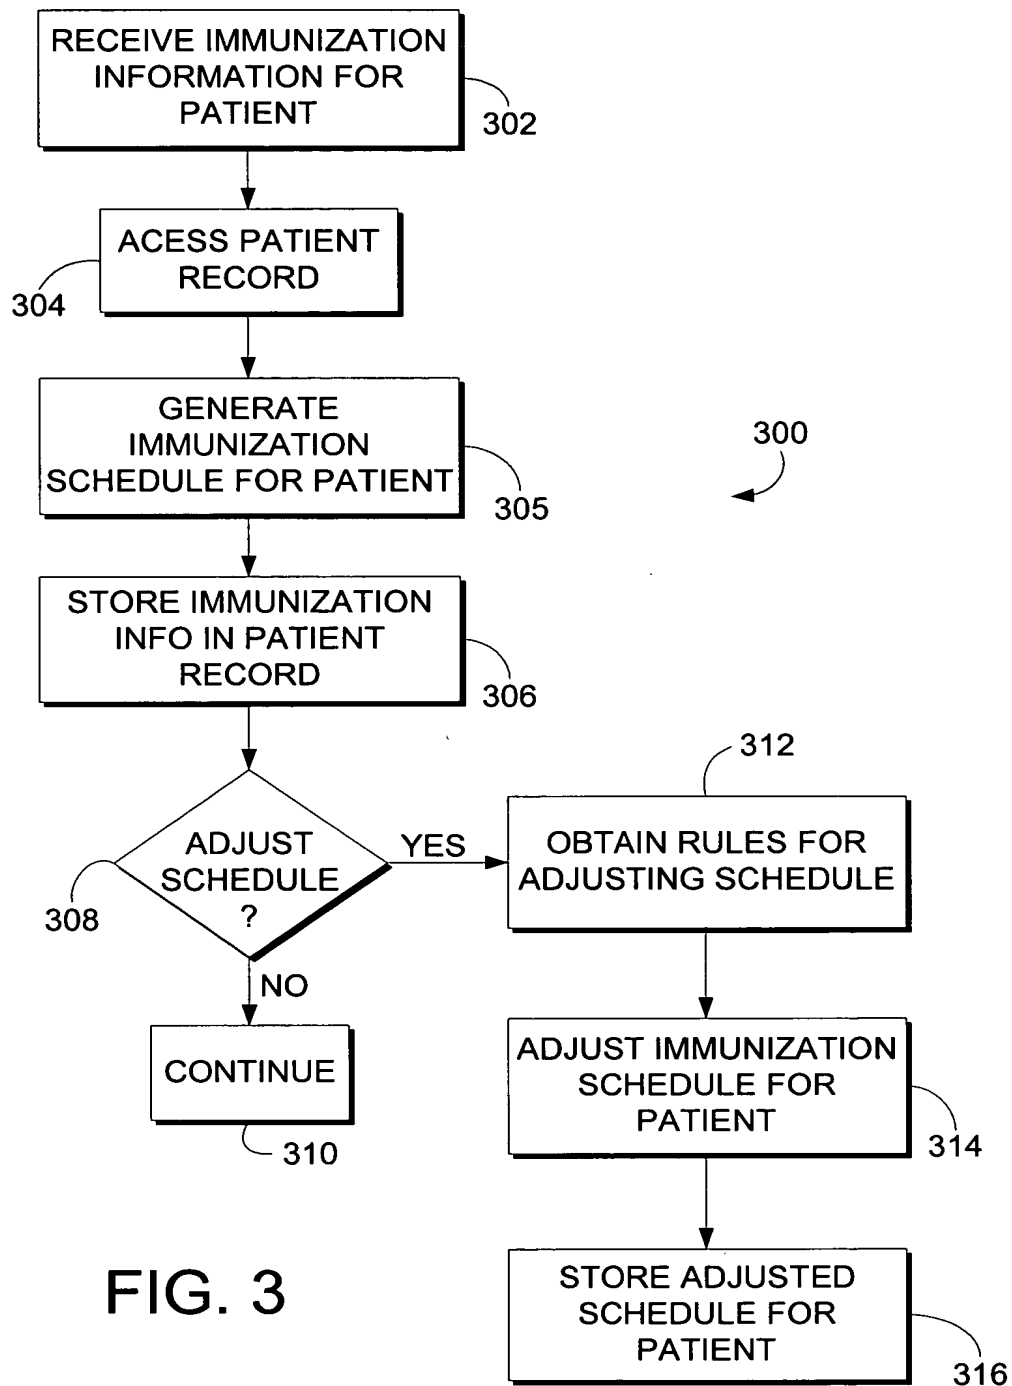 RECEIVE IMMUNIZATION
INFORMATION FOR
PATIENT
302
ACESS PATIENT
RECORD
304
GENERATE
IMMUNIZATION
SCHEDULE FOR PATIENT
305
300
STORE IMMUNIZATION
INFO IN PATIENT
RECORD
306
ADJUST
SCHEDULE
?
308
YES
NO
CONTINUE
310
312
OBTAIN RULES FOR
ADJUSTING SCHEDULE
ADJUST IMMUNIZATION
SCHEDULE FOR
PATIENT
314
STORE ADJUSTED
SCHEDULE FOR
PATIENT
316
FIG. 3